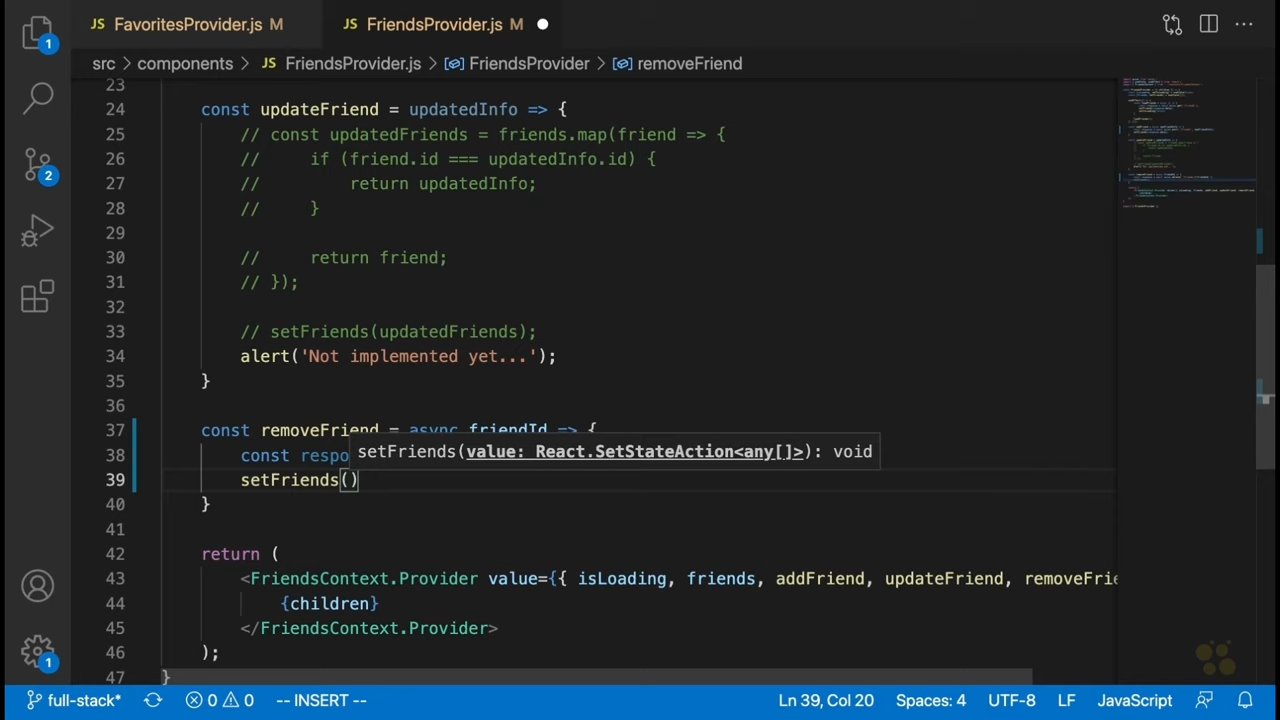 1
JS FavoritesProvider.js M
JS FriendsProvider.js M
src > components > JS FriendsProvider.js > FriendsProvider > removeFriend
23
24 const updateFriend = updatedInfo => {
25 // const updatedFriends = friends.map(friend => {
26 // if (friend.id === updatedInfo.id) {
27 // return updatedInfo;
28 // }
29
30 // return friend;
31 // });
32
33 // setFriends(updatedFriends);
34 alert('Not implemented yet...');
35 }
36
37 const removeFriend = async friendId => {
38 const respo
setFriends(value: React.SetStateAction<any[]>): void
39 setFriends()
40 }
41
42 return (
43 <FriendsContext.Provider value={{ isLoading, friends, addFriend, updateFriend, removeFrie
44 {children}
45 </FriendsContext.Provider>
46 );
47 }
2
1
full-stack* 0 0 -- INSERT -- Ln 39, Col 20 Spaces: 4 UTF-8 LF JavaScript